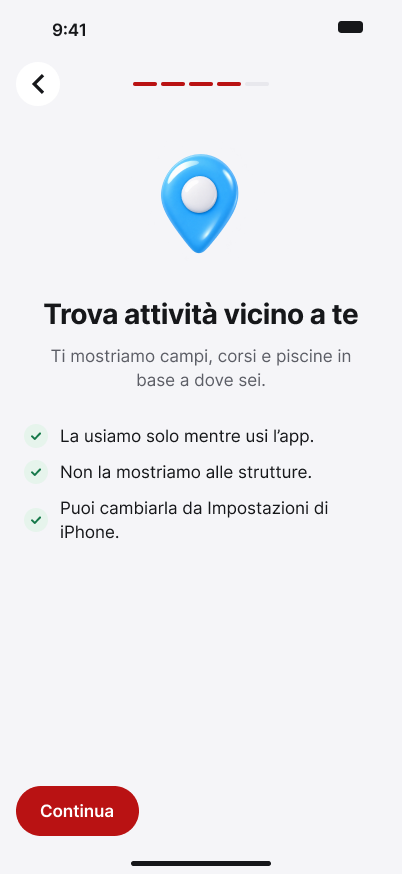 9:41
Trova attività vicino a te
Ti mostriamo campi, corsi e piscine in
base a dove sei.
La usiamo solo mentre usi l’app.
Non la mostriamo alle strutture.
Puoi cambiarla da Impostazioni di
iPhone.
Continua